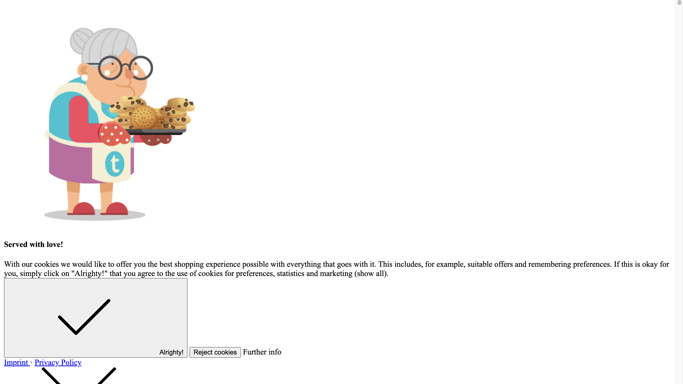 t
Served with love!
With our cookies we would like to offer you the best shopping experience possible with everything that goes with it. This includes, for example, suitable offers and remembering preferences. If this is okay for
you, simply click on "Alrighty!" that you agree to the use of cookies for preferences, statistics and marketing (show all).
Alrighty! Reject cookies Further info
Imprint · Privacy Policy